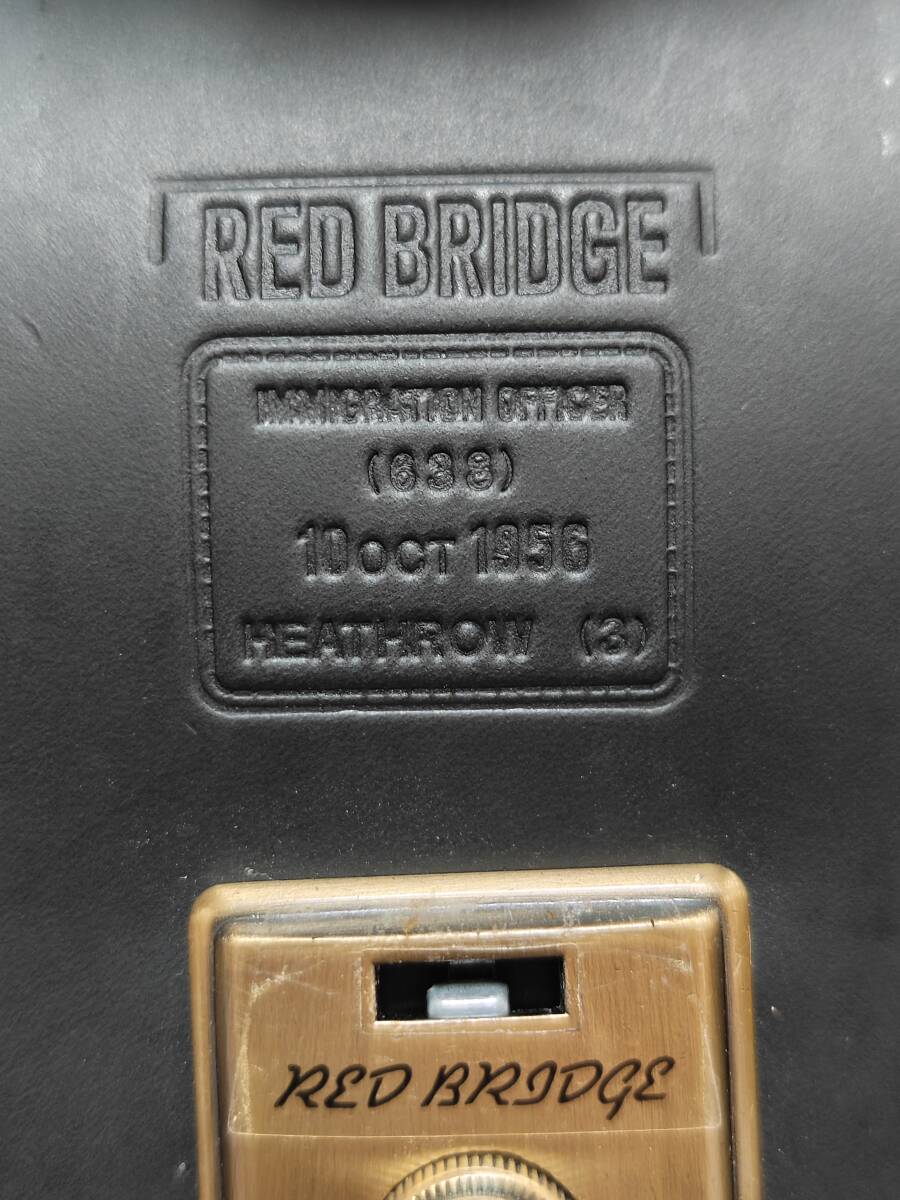 RED BRIDGE
IMMIGRATION OFFICER
(638)
10 OCT 1956
HEATHROW (3)
RED BRIDGE